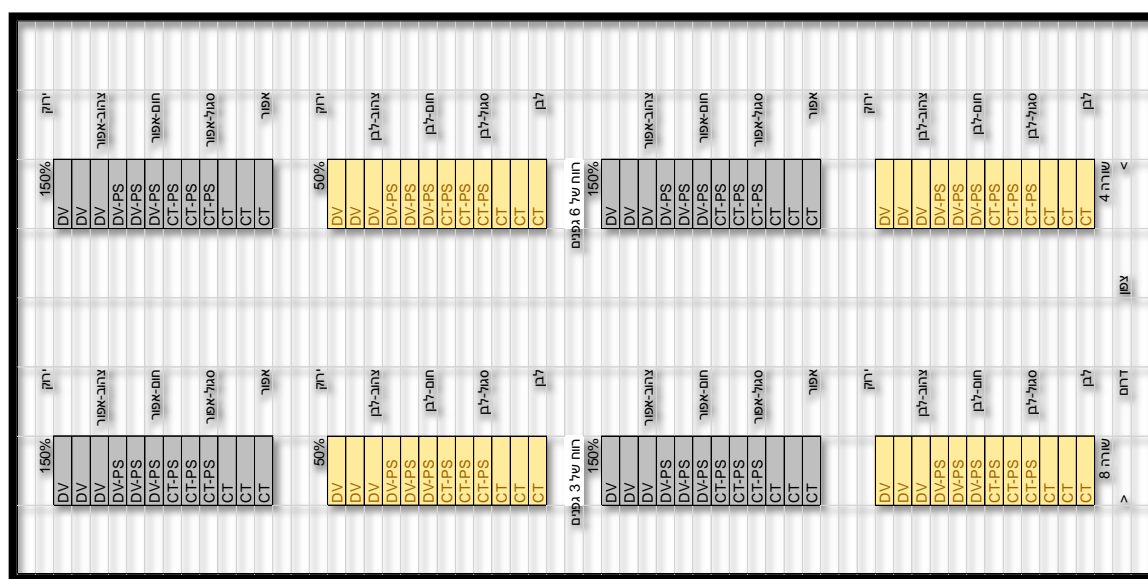 ירוק
צהוב-אפור
חום-אפור
סגול-אפור
אפור
ירוק
צהוב-לבן
חום-לבן
סגול-לבן
לבן
צהוב-אפור
חום-אפור
סגול-אפור
אפור
ירוק
צהוב-לבן
חום-לבן
סגול-לבן
לבן
150%
DV
DV
DV
DV-PS
DV-PS
DV-PS
CT-PS
CT-PS
CT-PS
CT
CT
CT
50%
DV
DV
DV
DV-PS
DV-PS
DV-PS
CT-PS
CT-PS
CT-PS
CT
CT
CT
רווח של 6 גפנים
150%
DV
DV
DV
DV-PS
DV-PS
DV-PS
CT-PS
CT-PS
CT-PS
CT
CT
CT
DV
DV
DV
DV-PS
DV-PS
DV-PS
CT-PS
CT-PS
CT-PS
CT
CT
CT
שורה 4
>
צפון
ירוק
צהוב-אפור
חום-אפור
סגול-אפור
אפור
ירוק
צהוב-לבן
חום-לבן
סגול-לבן
לבן
צהוב-אפור
חום-אפור
סגול-אפור
אפור
ירוק
צהוב-לבן
חום-לבן
סגול-לבן
לבן
דרום
150%
DV
DV
DV
DV-PS
DV-PS
DV-PS
CT-PS
CT-PS
CT-PS
CT
CT
CT
50%
DV
DV
DV
DV-PS
DV-PS
DV-PS
CT-PS
CT-PS
CT-PS
CT
CT
CT
רווח של 3 גפנים
150%
DV
DV
DV
DV-PS
DV-PS
DV-PS
CT-PS
CT-PS
CT-PS
CT
CT
CT
DV
DV
DV
DV-PS
DV-PS
DV-PS
CT-PS
CT-PS
CT-PS
CT
CT
CT
שורה 8
<